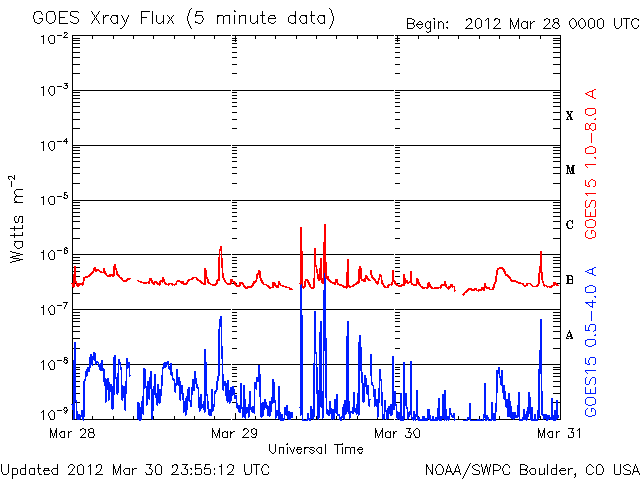 GOES Xray Flux (5 minute data)
Begin: 2012 Mar 28 0000 UTC
Watts m⁻²
10⁻²
10⁻³
10⁻⁴
10⁻⁵
10⁻⁶
10⁻⁷
10⁻⁸
10⁻⁹
X
M
C
B
A
GOES15 1.0-8.0 A
GOES15 0.5-4.0 A
Mar 28 Mar 29 Mar 30 Mar 31
Universal Time
Updated 2012 Mar 30 23:55:12 UTC
NOAA/SWPC Boulder, CO USA